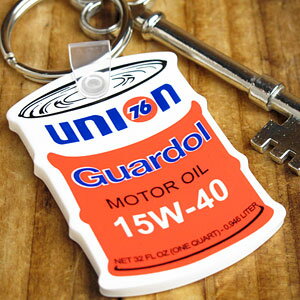 UNION 76
Guardol
MOTOR OIL
15W-40
NET 32 FL OZ (ONE QUART) - 0.946 LITER